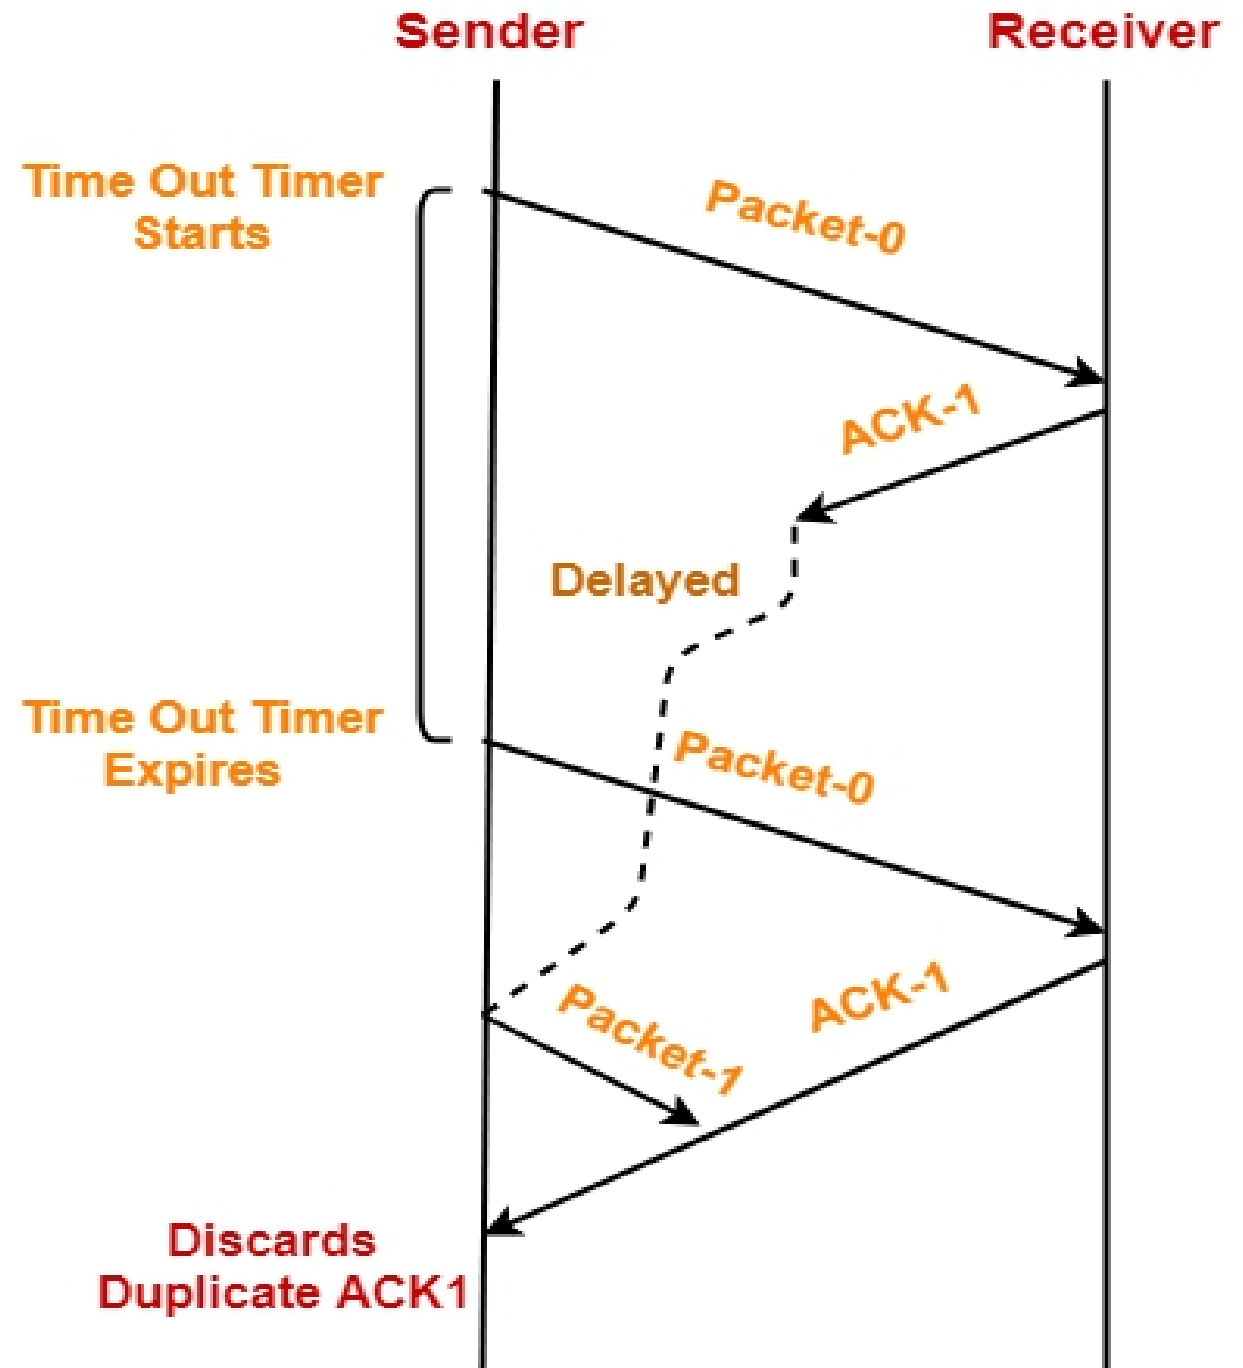 Sender
Receiver
Time Out Timer
Starts
Packet-0
ACK-1
Delayed
Time Out Timer
Expires
Packet-0
ACK-1
Packet-1
Discards
Duplicate ACK1